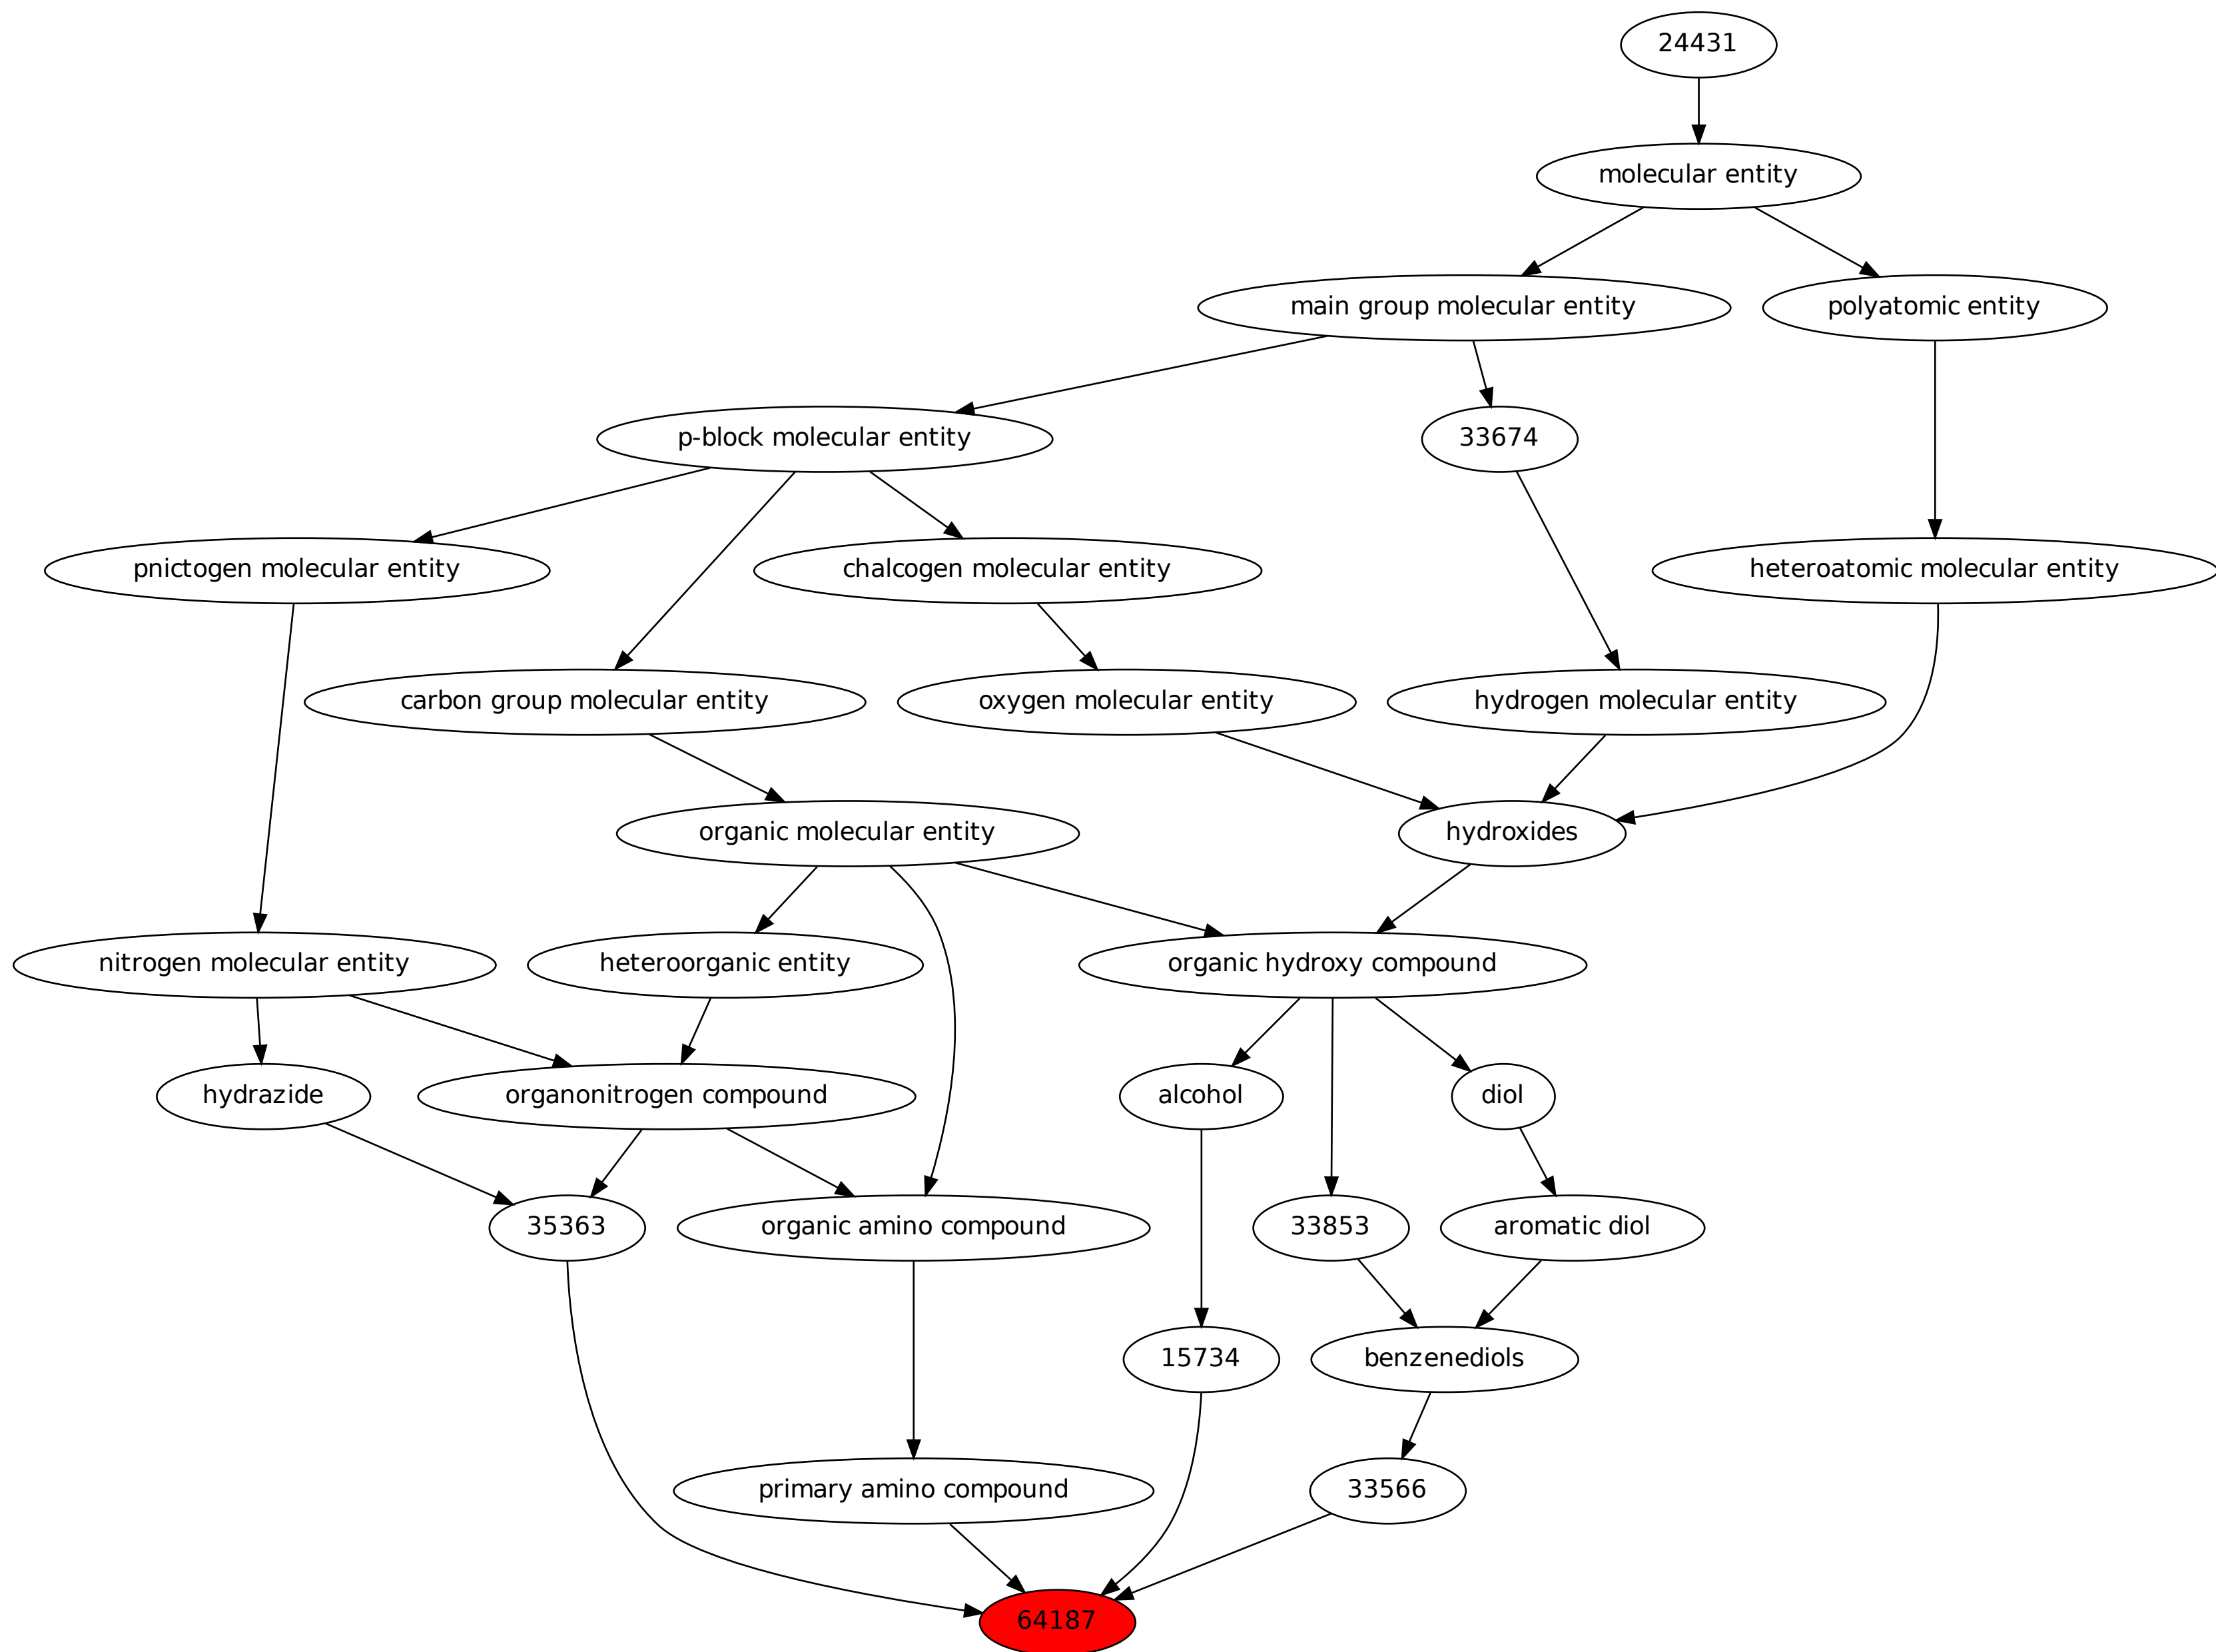 24431
molecular entity
main group molecular entity
polyatomic entity
p-block molecular entity
33674
pnictogen molecular entity
chalcogen molecular entity
heteroatomic molecular entity
carbon group molecular entity
oxygen molecular entity
hydrogen molecular entity
organic molecular entity
hydroxides
nitrogen molecular entity
heteroorganic entity
organic hydroxy compound
hydrazide
organonitrogen compound
alcohol
diol
35363
organic amino compound
33853
aromatic diol
15734
benzenediols
primary amino compound
33566
64187